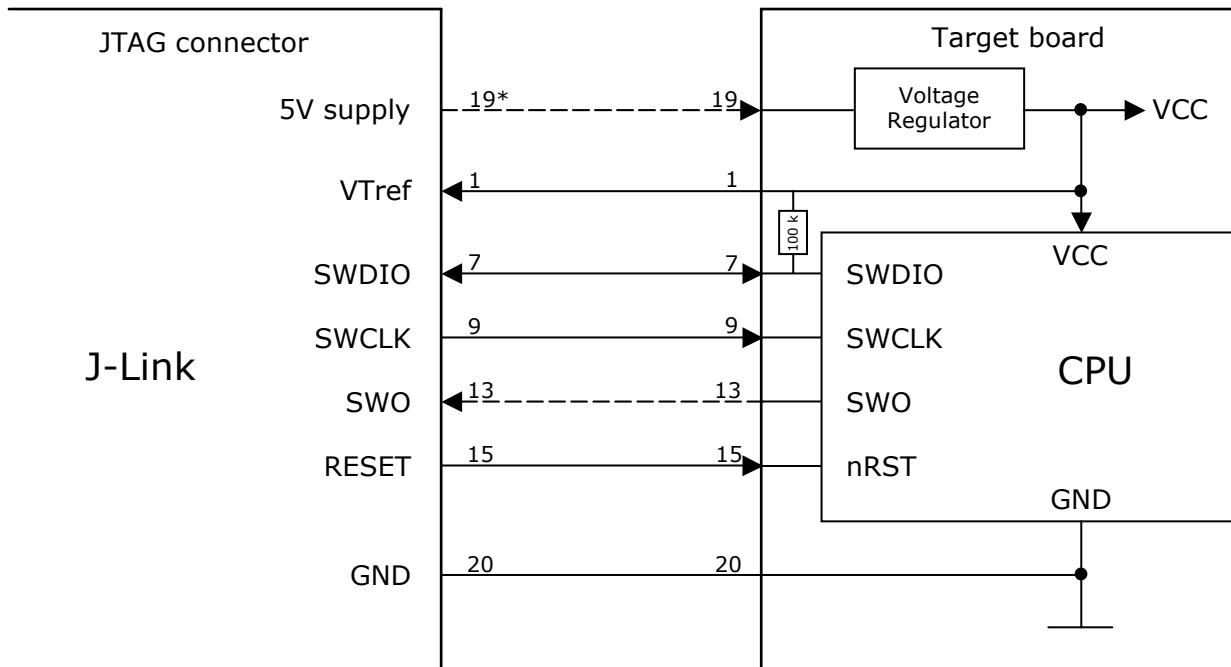 JTAG connector
Target board
5V supply
19*
19
Voltage
Regulator
VCC
VTref
1
1
100 k
VCC
SWDIO
7
7
SWDIO
SWCLK
9
9
SWCLK
J-Link
CPU
SWO
13
13
SWO
RESET
15
15
nRST
GND
GND
20
20